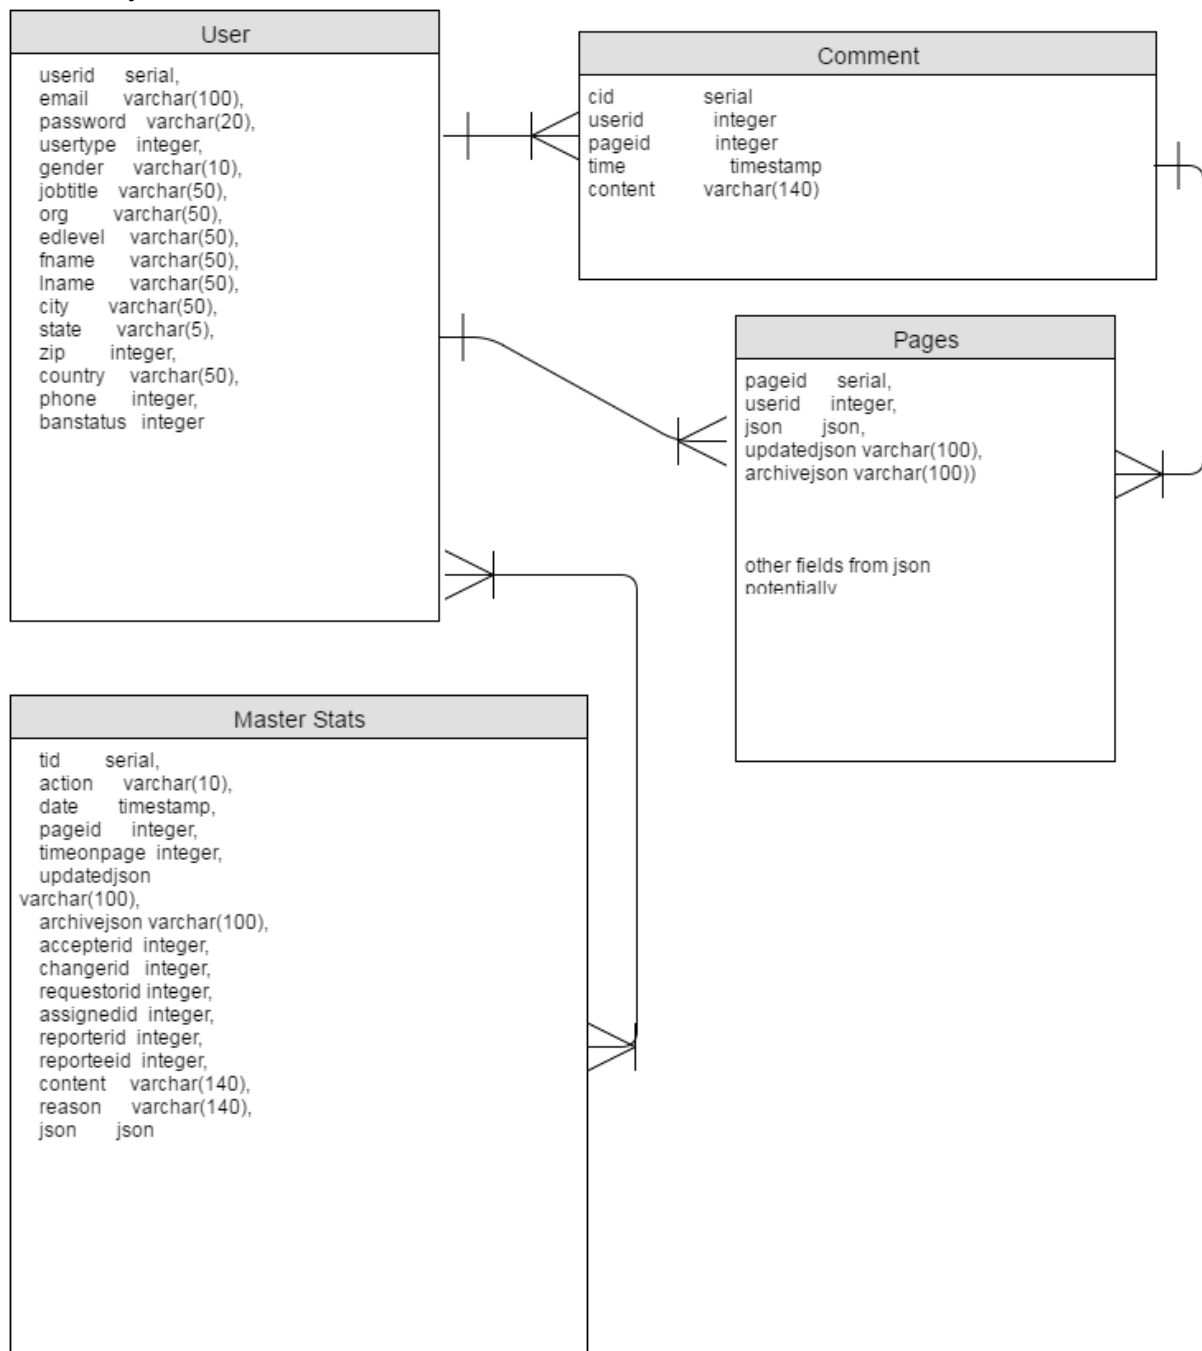 User
userid serial,
email varchar(100),
password varchar(20),
usertype integer,
gender varchar(10),
jobtitle varchar(50),
org varchar(50),
edlevel varchar(50),
fname varchar(50),
lname varchar(50),
city varchar(50),
state varchar(5),
zip integer,
country varchar(50),
phone integer,
banstatus integer
Comment
cid serial
userid integer
pageid integer
time timestamp
content varchar(140)
Pages
pageid serial,
userid integer,
json json,
updatedjson varchar(100),
archivejson varchar(100))
other fields from json
potentially
Master Stats
tid serial,
action varchar(10),
date timestamp,
pageid integer,
timeonpage integer,
updatedjson
varchar(100),
archivejson varchar(100),
accepterid integer,
changerid integer,
requestorid integer,
assignedid integer,
reporterid integer,
reporteeid integer,
content varchar(140),
reason varchar(140),
json json